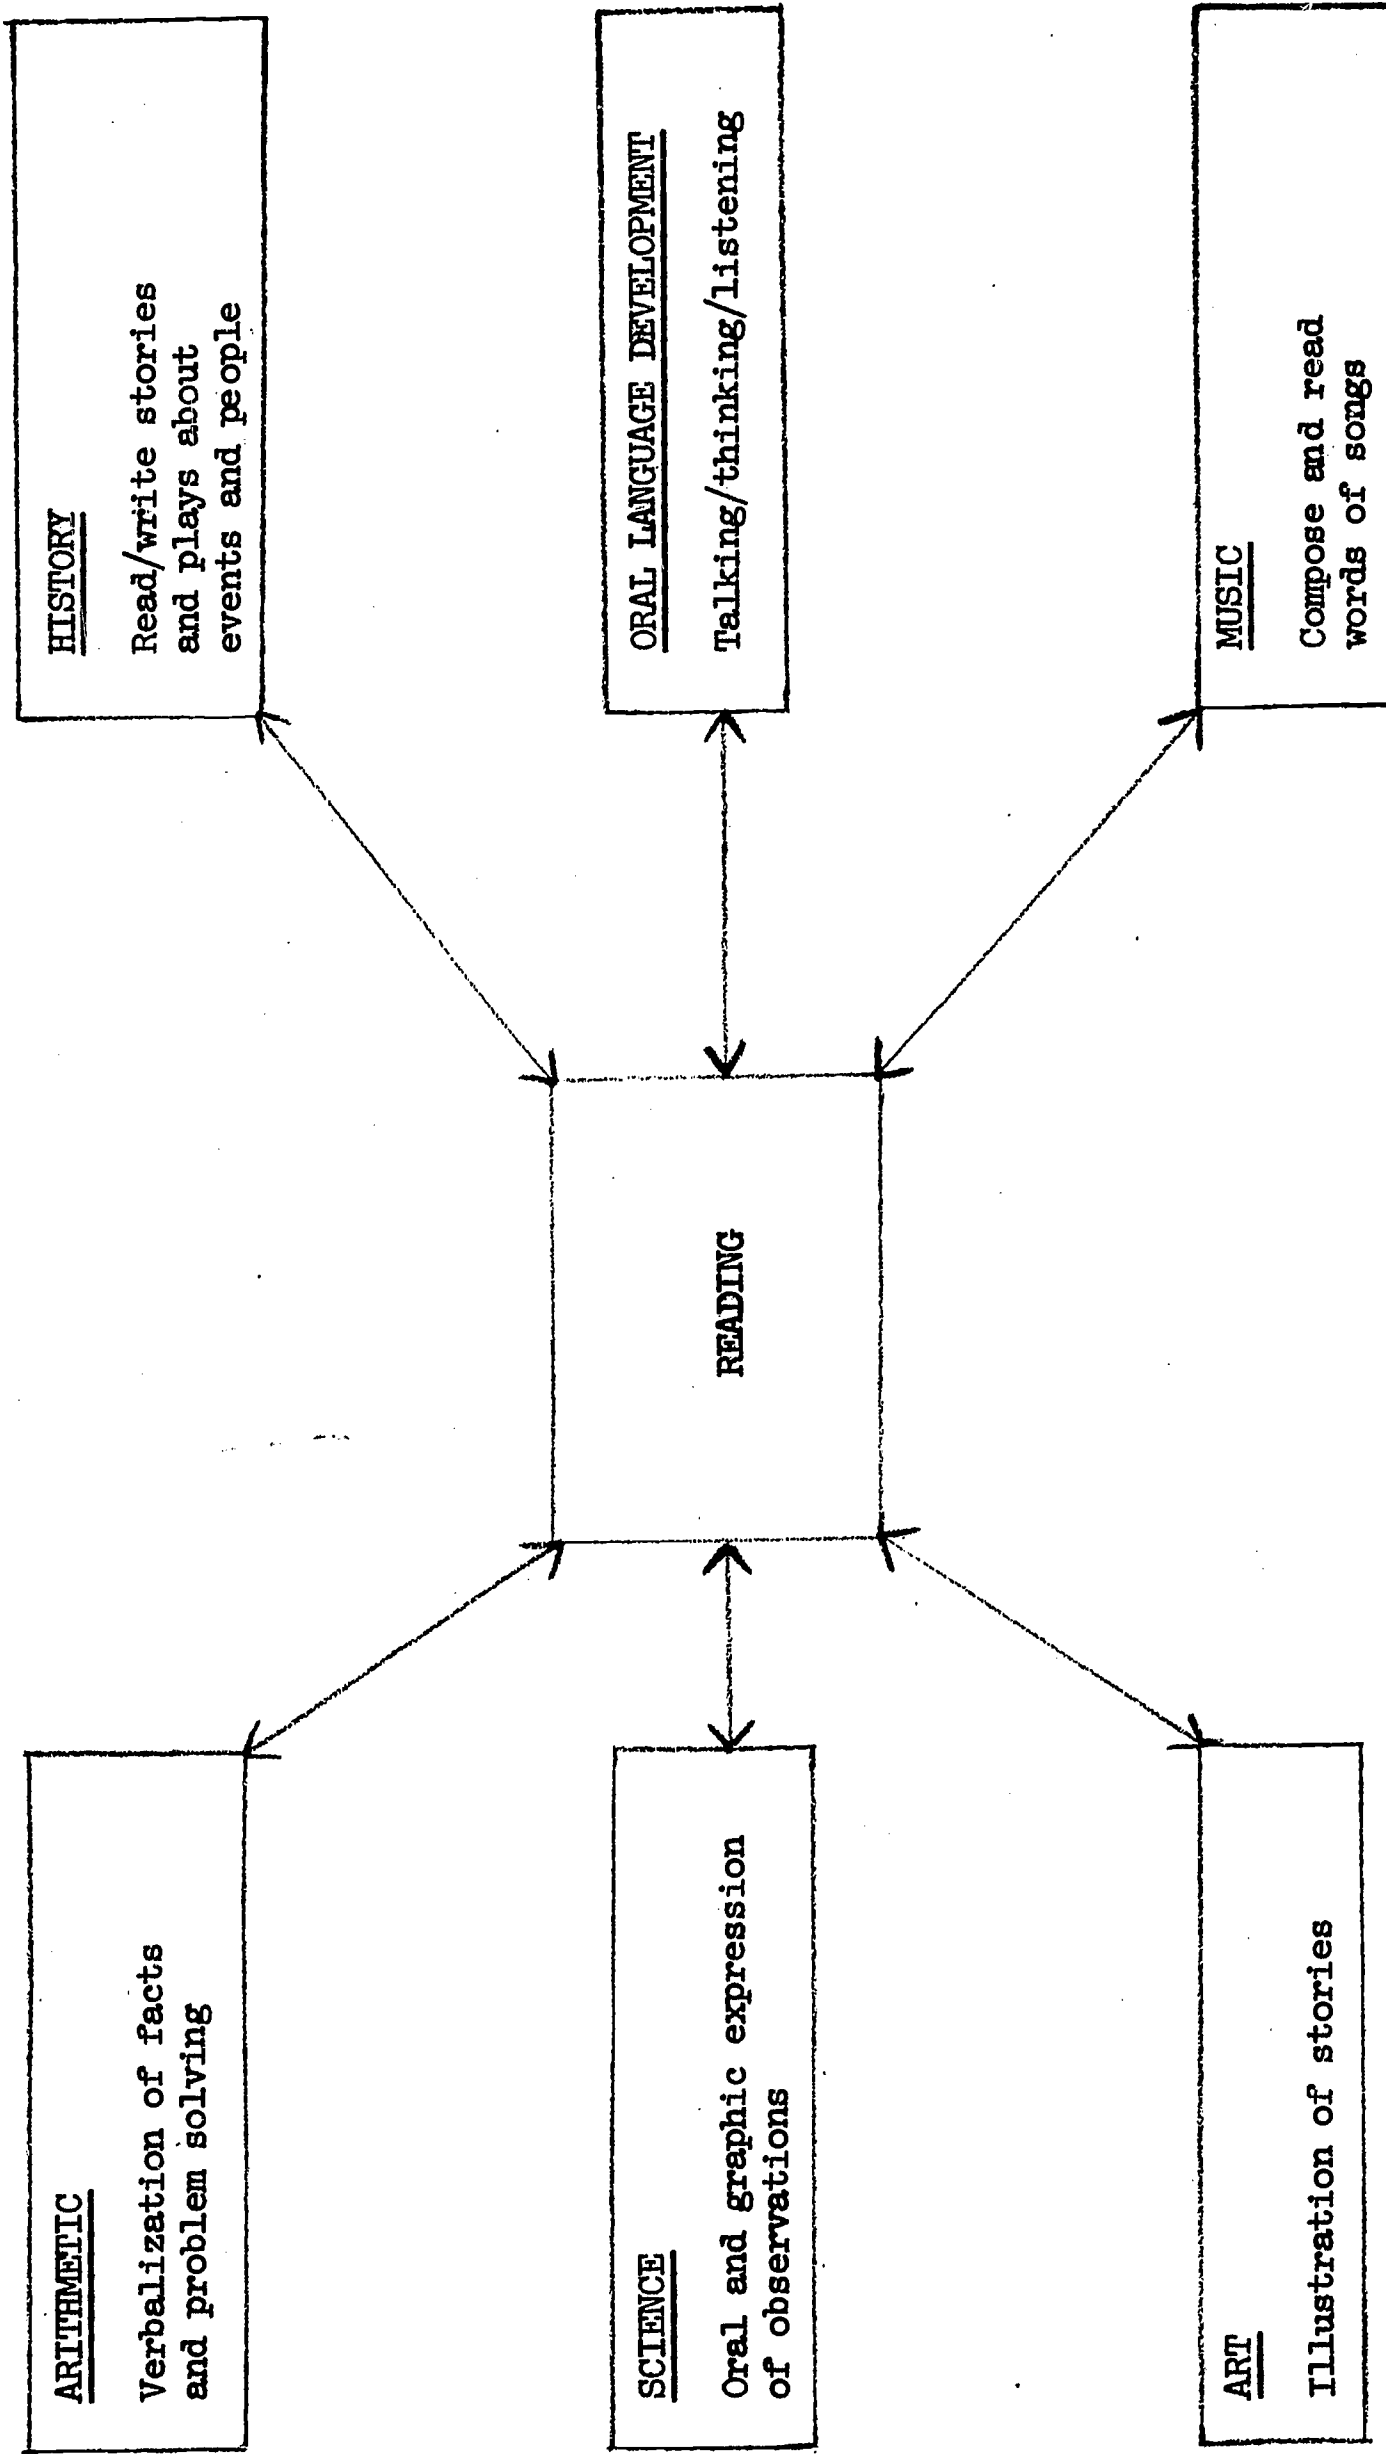 ARITHMETIC
Verbalization of facts
and problem solving
HISTORY
Read/write stories
and plays about
events and people
SCIENCE
Oral and graphic expression
of observations
READING
ORAL LANGUAGE DEVELOPMENT
Talking/thinking/listening
ART
Illustration of stories
MUSIC
Compose and read
words of songs